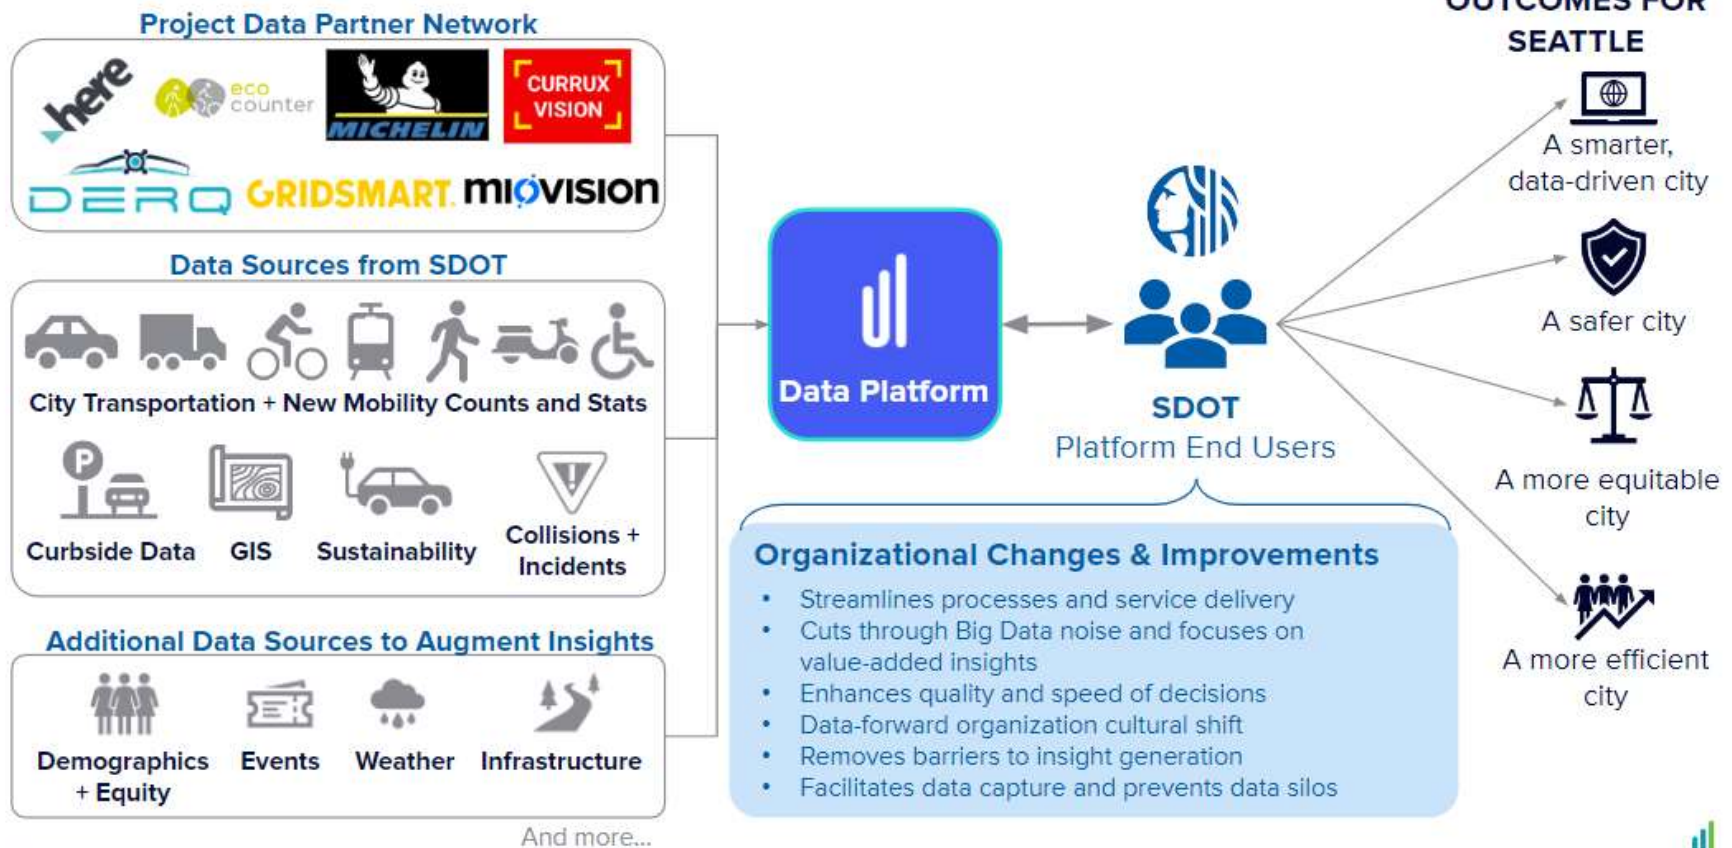 Project Data Partner Network
here
eco
counter
MICHELIN
CURRUX
VISION
DERQ
GRIDSMART.
MIOVISION
Data Sources from SDOT
City Transportation + New Mobility Counts and Stats
P
Curbside Data
GIS
Sustainability
Collisions +
Incidents
Additional Data Sources to Augment Insights
Demographics
+ Equity
Events
Weather
Infrastructure
And more...
Data Platform
SDOT
Platform End Users
Organizational Changes & Improvements
• Streamlines processes and service delivery
• Cuts through Big Data noise and focuses on
value-added insights
• Enhances quality and speed of decisions
• Data-forward organization cultural shift
• Removes barriers to insight generation
• Facilitates data capture and prevents data silos
OUTCOMES FOR
SEATTLE
A smarter,
data-driven city
A safer city
A more equitable
city
A more efficient
city